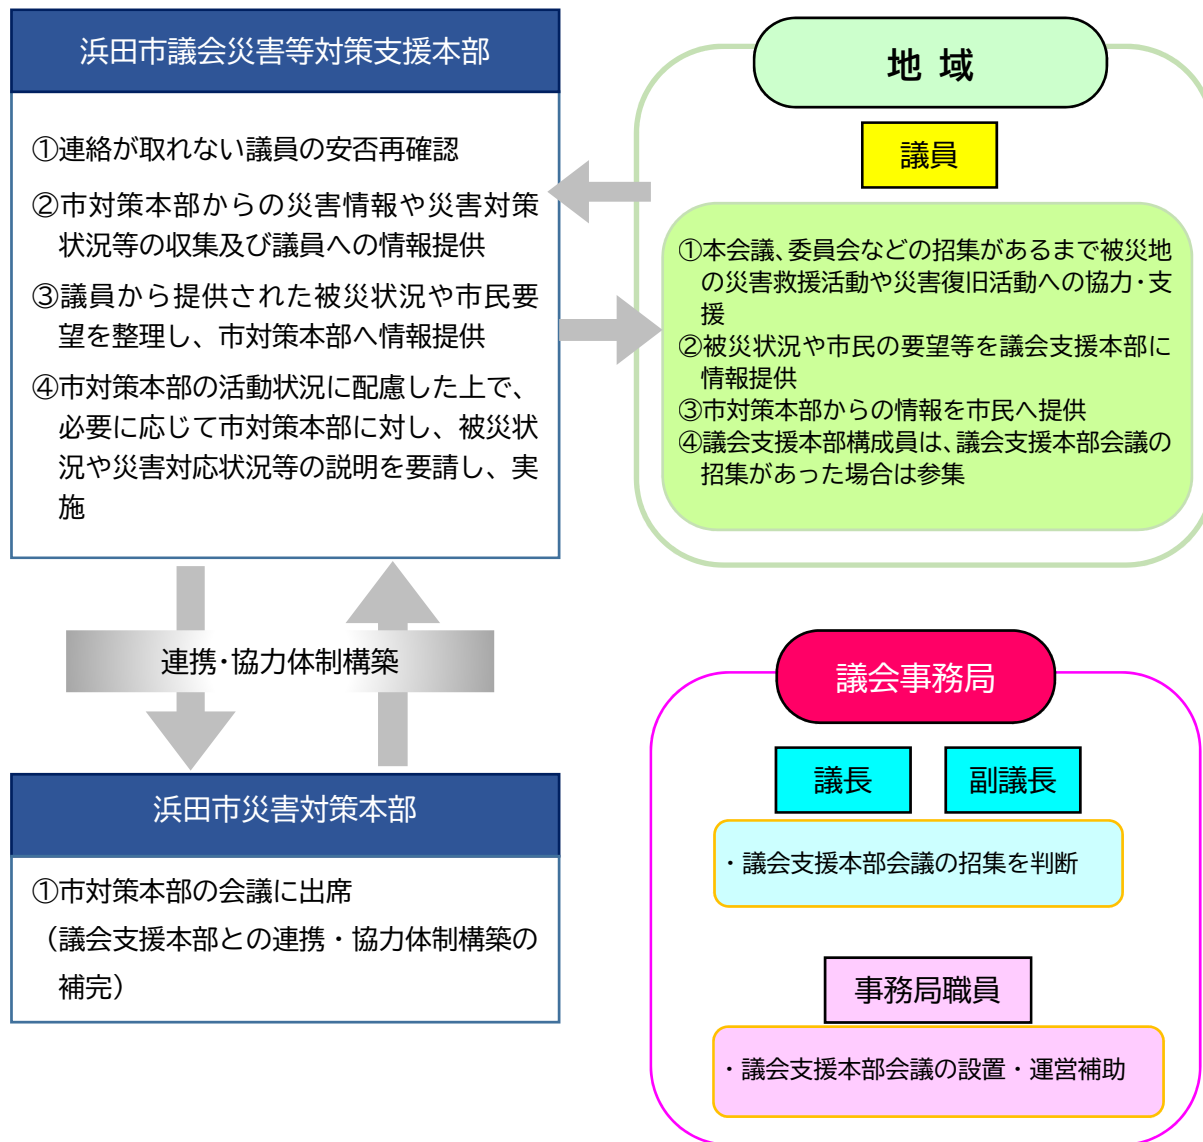 浜田市議会災害等対策支援本部
①連絡が取れない議員の安否再確認
②市対策本部からの災害情報や災害対策
状況等の収集及び議員への情報提供
③議員から提供された被災状況や市民要
望を整理し、市対策本部へ情報提供
④市対策本部の活動状況に配慮した上で、
必要に応じて市対策本部に対し、被災状
況や災害対応状況等の説明を要請し、実
施
地 域
議員
①本会議、委員会などの招集があるまで被災地
の災害救援活動や災害復旧活動への協力・支
援
②被災状況や市民の要望等を議会支援本部に
情報提供
③市対策本部からの情報を市民へ提供
④議会支援本部構成員は、議会支援本部会議の
招集があった場合は参集
連携・協力体制構築
浜田市災害対策本部
①市対策本部の会議に出席
（議会支援本部との連携・協力体制構築の
補完）
議会事務局
議長
副議長
・議会支援本部会議の招集を判断
事務局職員
・議会支援本部会議の設置・運営補助